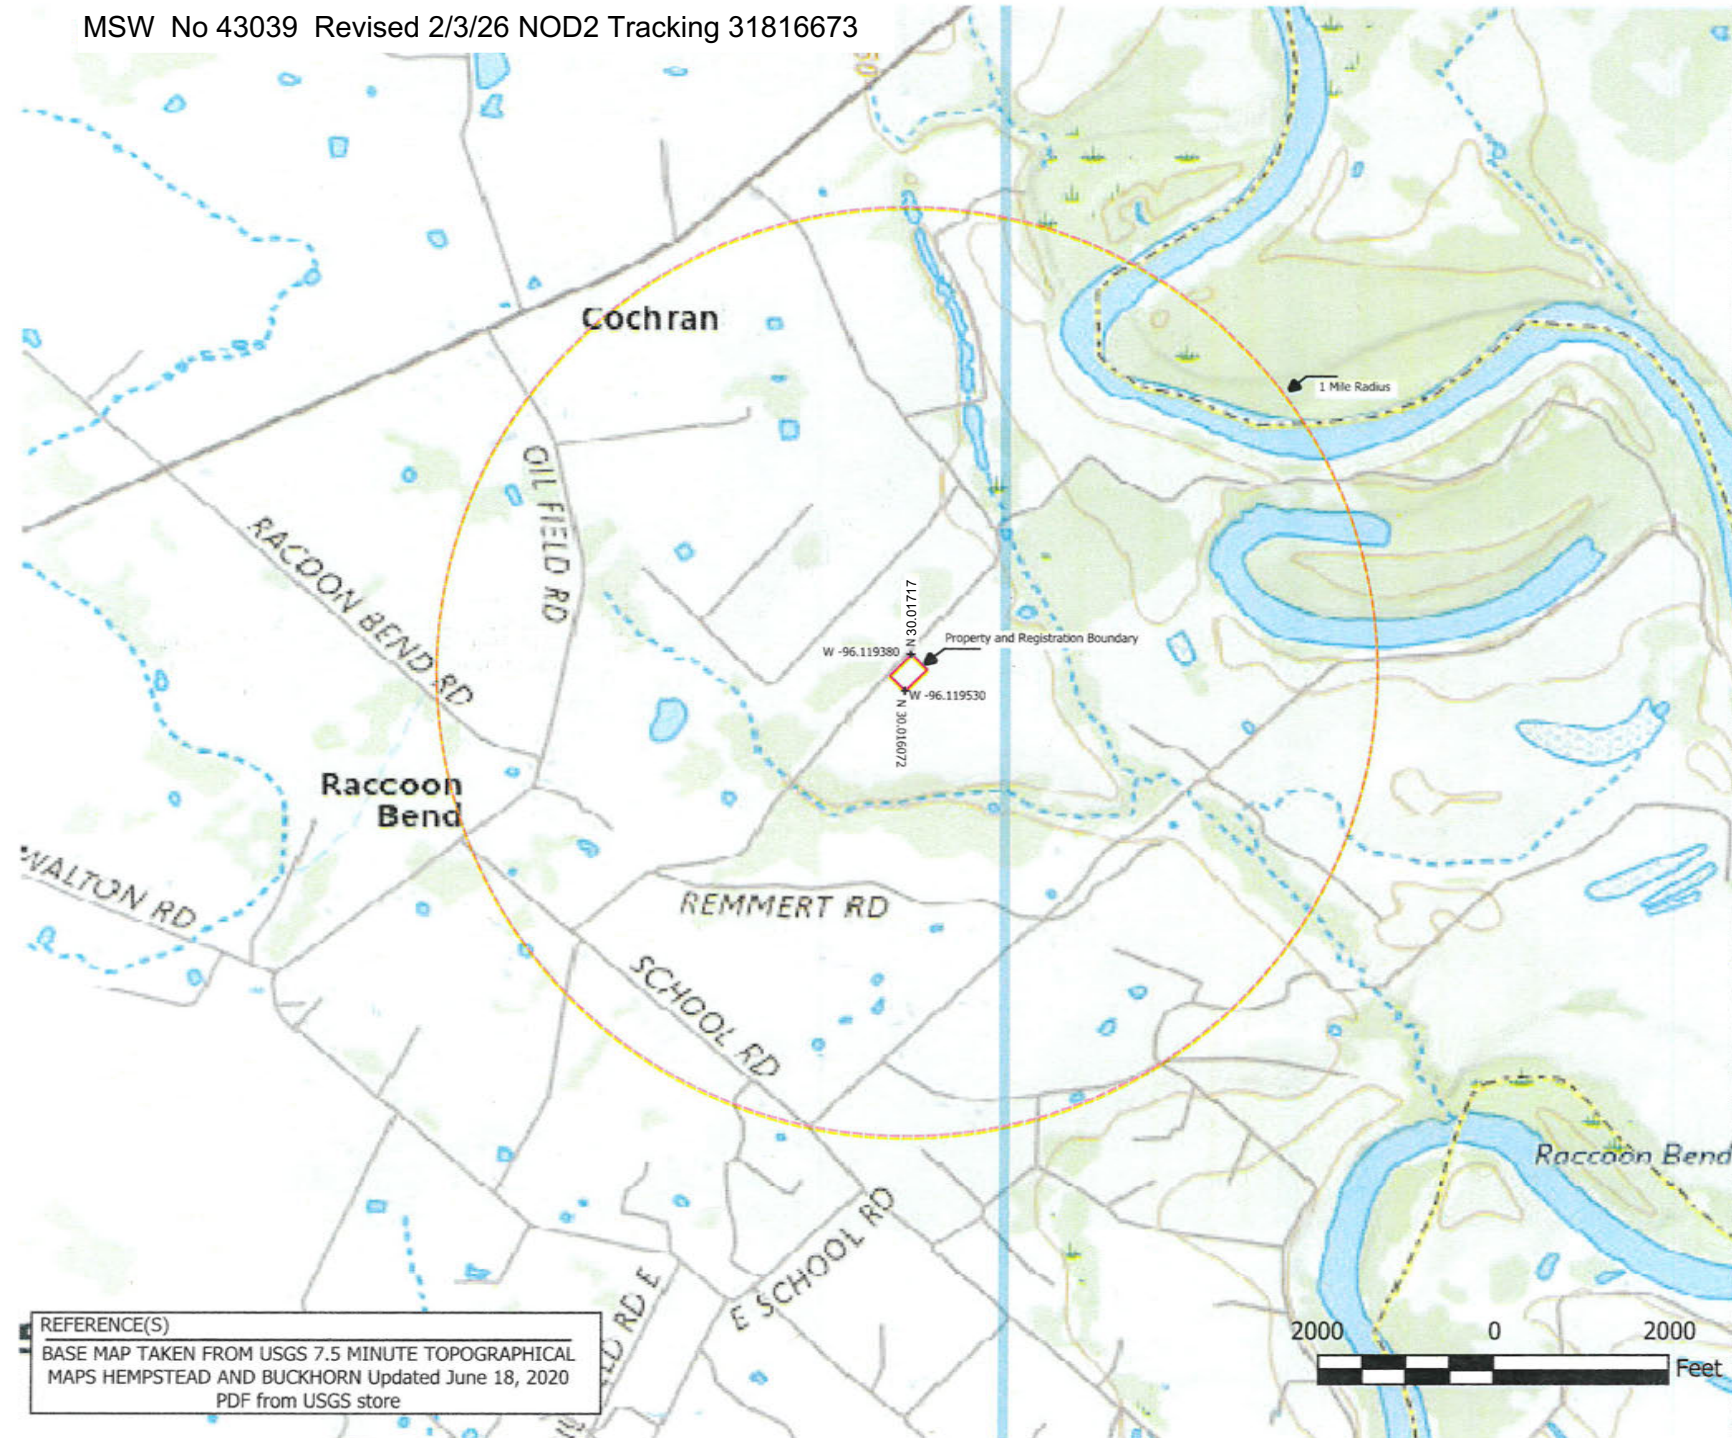 MSW No 43039 Revised 2/3/26 NOD2 Tracking 31816673
Cochran
1 Mile Radius
OIL FIELD RD
RACOON BEND RD
N 30.01717
Property and Registration Boundary
W -96.119380
W -96.119530
N 30.016072
Raccoon
Bend
WALTON RD
REMMERT RD
SCHOOL RD
Raccoon Bend
E SCHOOL RD
RD E
REFERENCE(S)
BASE MAP TAKEN FROM USGS 7.5 MINUTE TOPOGRAPHICAL
MAPS HEMPSTEAD AND BUCKHORN Updated June 18, 2020
PDF from USGS store
2000 0 2000
Feet